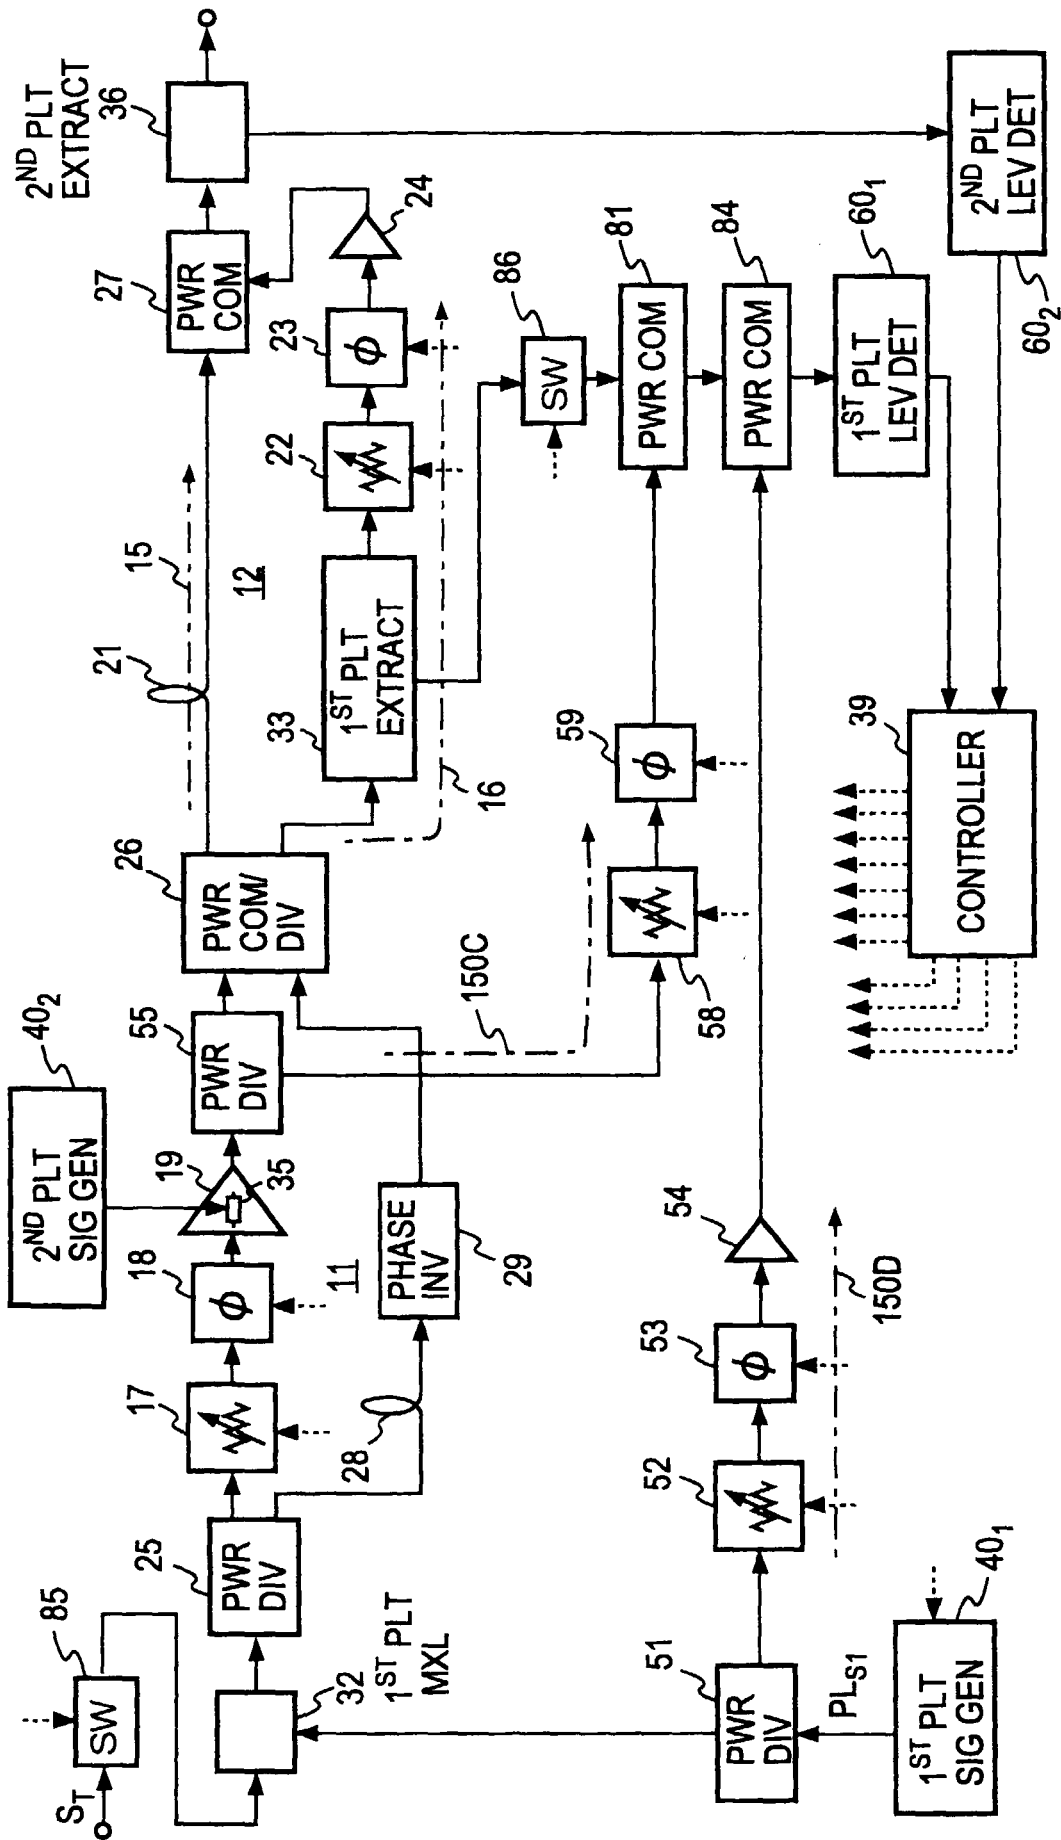 S_T
SW
85
1ST PLT
MXL
32
PWR
DIV
25
17
ϕ
18
19
35
2ND PLT
SIG GEN
40₂
PWR
DIV
55
PWR
COM/
DIV
26
21
15
12
PWR
COM
27
2ND PLT
EXTRACT
36
11
28
PHASE
INV
29
150C
16
1ST PLT
EXTRACT
33
22
ϕ
23
24
SW
86
58
ϕ
59
PWR COM
81
PWR COM
84
1ST PLT
LEV DET
60₁
2ND PLT
LEV DET
60₂
CONTROLLER
39
PWR
DIV
51
52
ϕ
53
54
150D
PL_S1
1ST PLT
SIG GEN
40₁